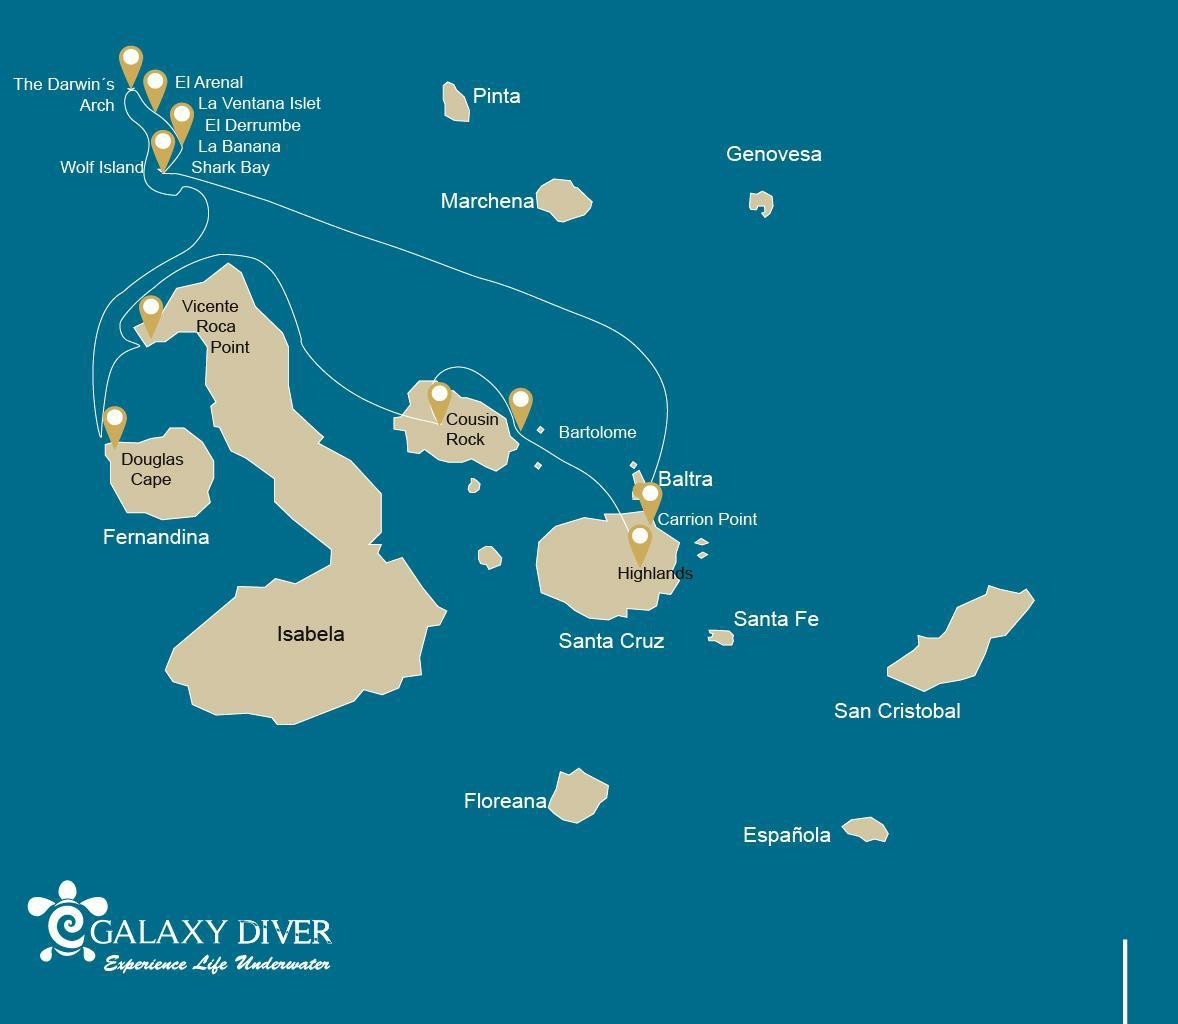 The Darwin´s
Arch
El Arenal
La Ventana Islet
El Derrumbe
La Banana
Wolf Island
Shark Bay
Pinta
Genovesa
Marchena
Vicente
Roca
Point
Cousin
Rock
Bartolome
Douglas
Cape
Fernandina
Baltra
Carrion Point
Highlands
Isabela
Santa Cruz
Santa Fe
San Cristobal
Floreana
Española
GALAXY DIVER
Experience Life Underwater